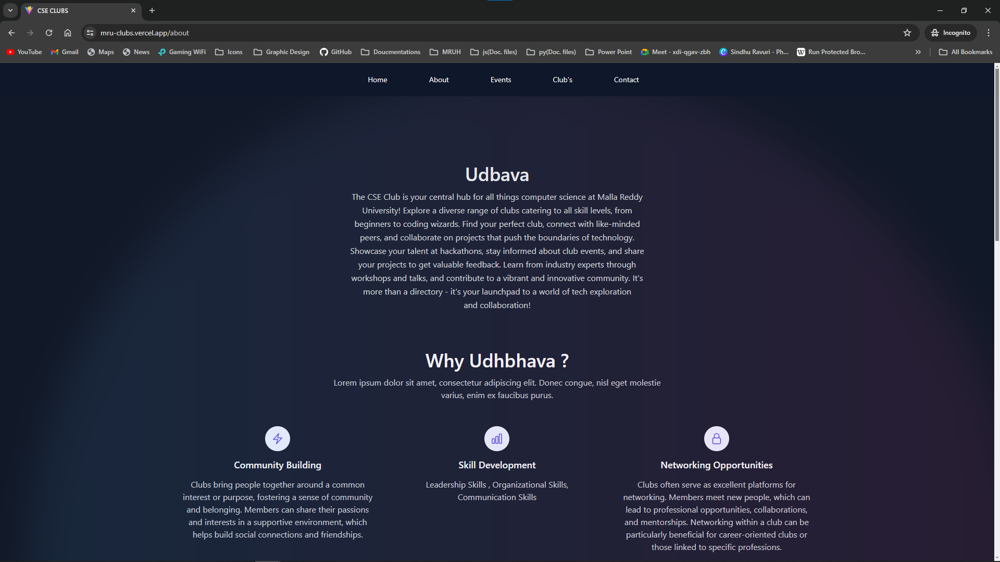 CSE CLUBS
mru-clubs.vercel.app/about
Incognito
YouTube Gmail Maps News Gaming WiFi Icons Graphic Design GitHub Doucmentations MRUH js(Doc. files) py(Doc. files) Power Point Meet - xdi-qgav-zbh Sindhu Ravuri - Ph... Run Protected Bro... All Bookmarks
Home About Events Club's Contact
Udbava
The CSE Club is your central hub for all things computer science at Malla Reddy
University! Explore a diverse range of clubs catering to all skill levels, from
beginners to coding wizards. Find your perfect club, connect with like-minded
peers, and collaborate on projects that push the boundaries of technology.
Showcase your talent at hackathons, stay informed about club events, and share
your projects to get valuable feedback. Learn from industry experts through
workshops and talks, and contribute to a vibrant and innovative community. It's
more than a directory - it's your launchpad to a world of tech exploration
and collaboration!
Why Udhbhava ?
Lorem ipsum dolor sit amet, consectetur adipiscing elit. Donec congue, nisl eget molestie
varius, enim ex faucibus purus.
Community Building
Clubs bring people together around a common
interest or purpose, fostering a sense of community
and belonging. Members can share their passions
and interests in a supportive environment, which
helps build social connections and friendships.
Skill Development
Leadership Skills , Organizational Skills,
Communication Skills
Networking Opportunities
Clubs often serve as excellent platforms for
networking. Members meet new people, which can
lead to professional opportunities, collaborations,
and mentorships. Networking within a club can be
particularly beneficial for career-oriented clubs or
those linked to specific professions.